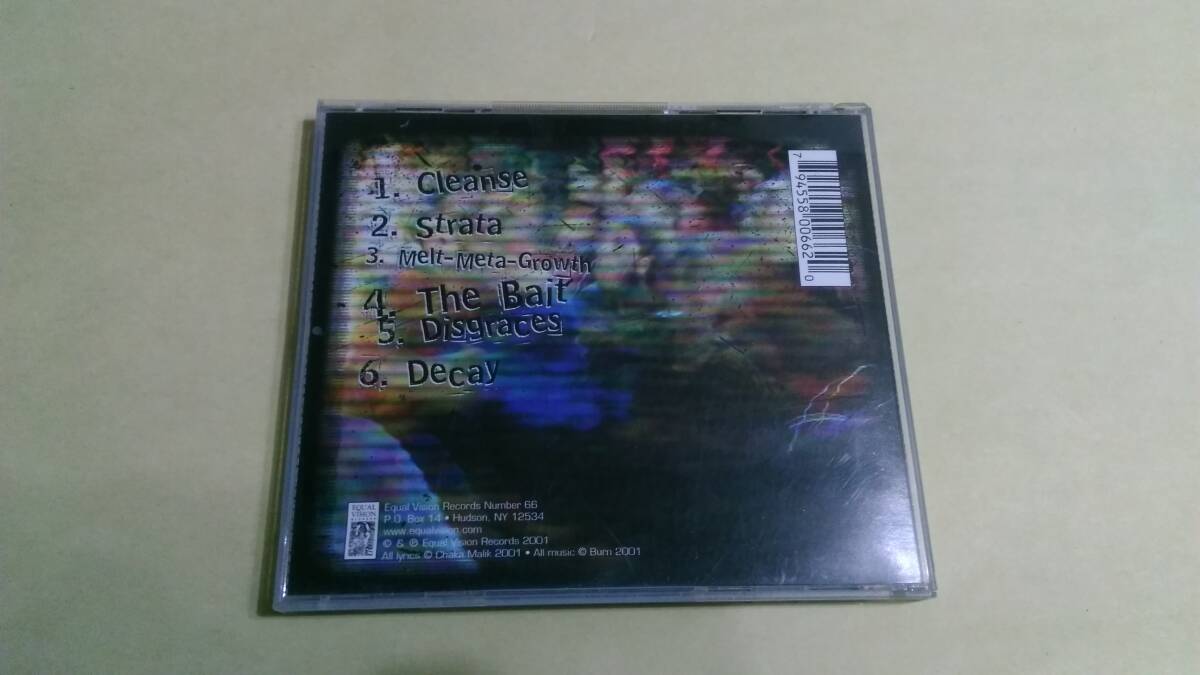 1. Cleanse
2. Strata
3. Melt-Meta-Growth
4. The Bait
5. Disgraces
6. Decay
7 94558 00662 0
EQUAL
VISION
Equal Vision Records Number 66
P.O. Box 14 • Hudson, NY 12534
www.equalvision.com
© & ℗ Equal Vision Records 2001
All lyrics © Chaka Malik 2001 • All music © Burn 2001